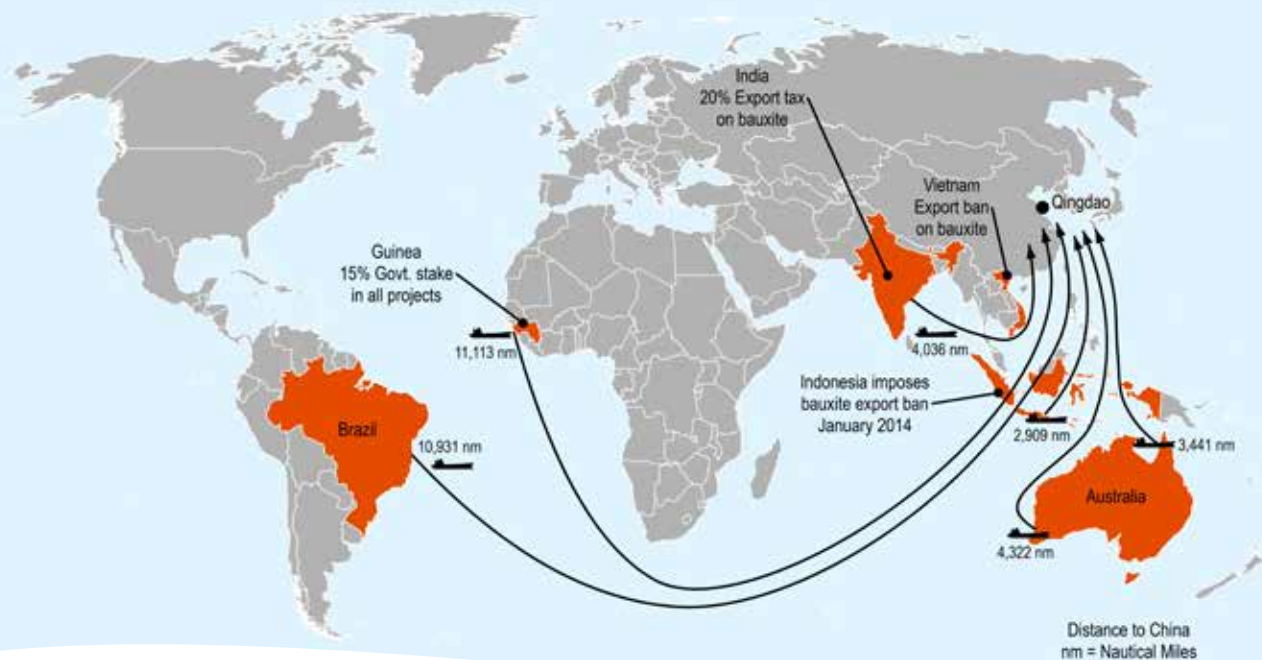 India
20% Export tax
on bauxite
Vietnam
Export ban
on bauxite
Qingdao
Guinea
15% Govt. stake
in all projects
11,113 nm
4,036 nm
Indonesia imposes
bauxite export ban
January 2014
2,909 nm
3,441 nm
Brazil
10,931 nm
Australia
4,322 nm
Distance to China
nm = Nautical Miles